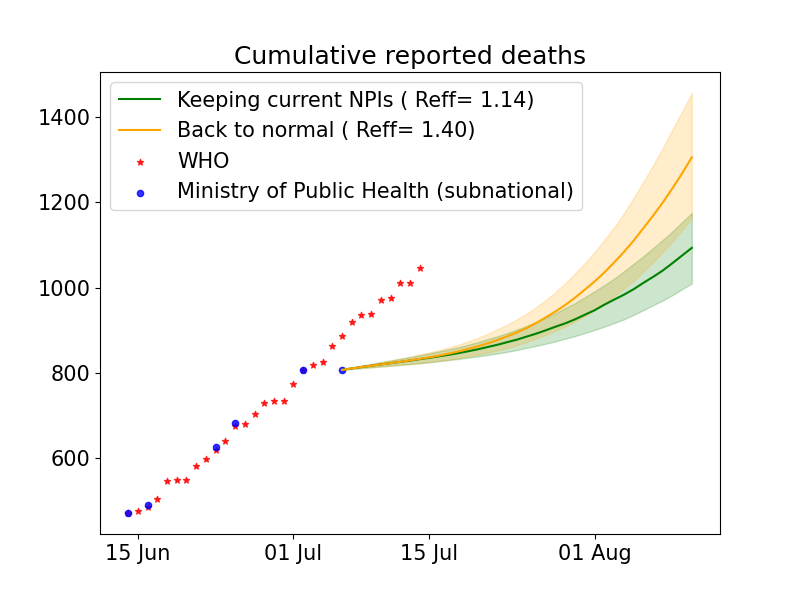 Cumulative reported deaths
Keeping current NPIs ( Reff= 1.14)
Back to normal ( Reff= 1.40)
WHO
Ministry of Public Health (subnational)
1400
1200
1000
800
600
15 Jun
01 Jul
15 Jul
01 Aug